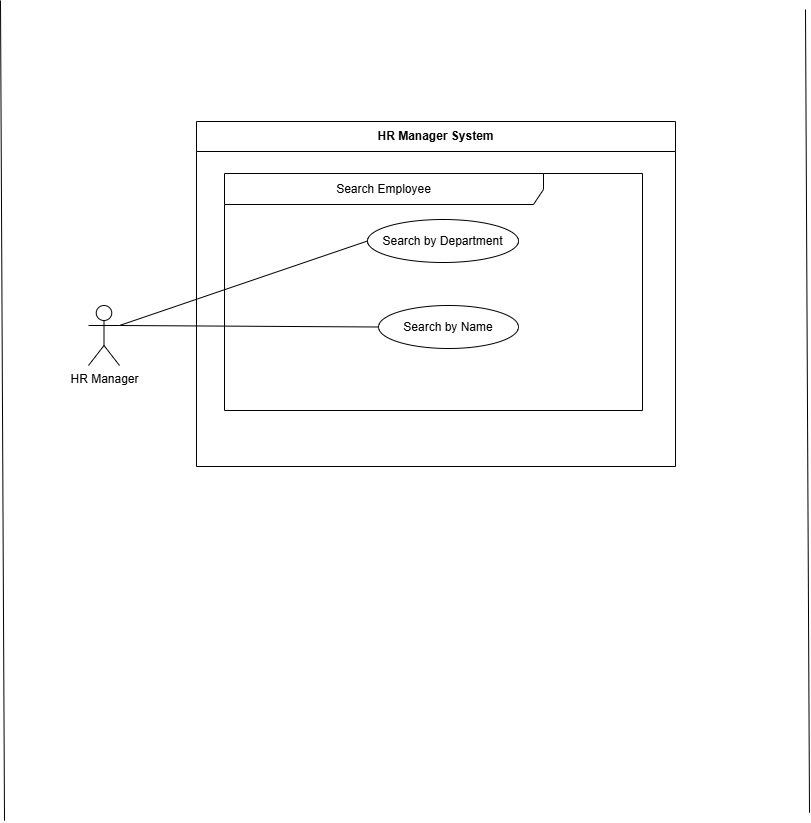 HR Manager System
Search Employee
Search by Department
Search by Name
HR Manager